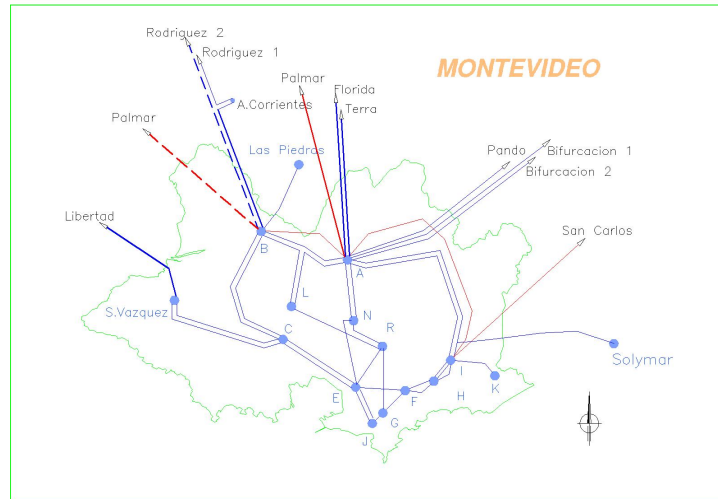 Rodriguez 2
Rodriguez 1
MONTEVIDEO
Palmar
Florida
A.Corrientes
Terra
Palmar
Las Piedras
Pando
Bifurcacion 1
Bifurcacion 2
Libertad
San Carlos
B
A
S.Vazquez
L
N
C
R
I
Solymar
E
F
H
K
G
J